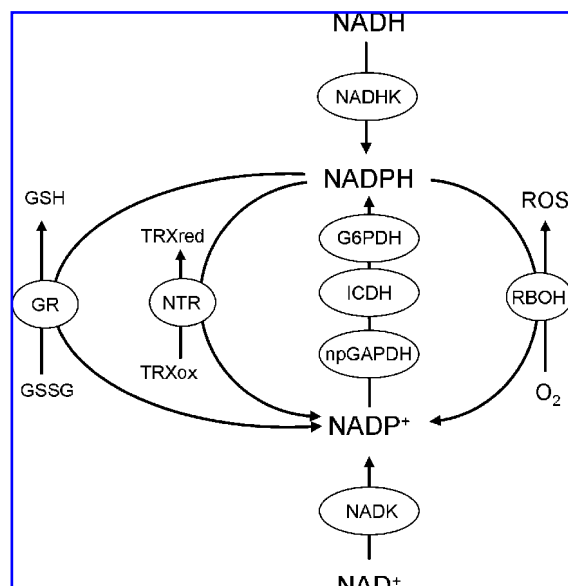 NADH
NADHK
NADPH
GSH
ROS
TRXred
G6PDH
ICDH
GR
NTR
RBOH
npGAPDH
TRXox
GSSG
O₂
NADP⁺
NADK
NAD⁺